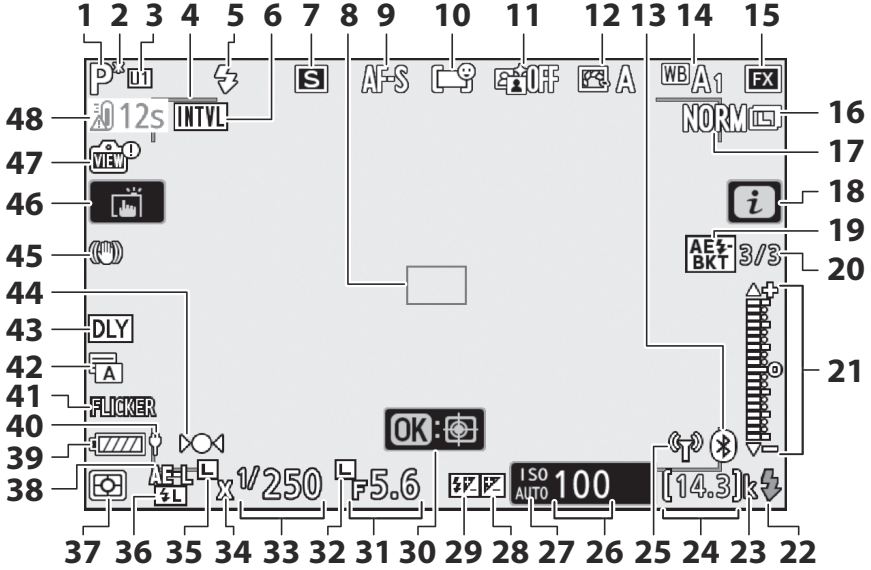 1 2 3 4 5 6 7 8 9 10 11 12 13 14 15
P* U1 S AF-S OFF A WB A1 FX
48 12s INTVL NORM L 16
17
47 VIEW
46 i 18
19
45 AE BKT 3/3 20
44
43 DLY 21
42 A
41 FLICKER
40
39 OK:
38 AE-L L X 1/250 L F5.6 ISO AUTO 100 [14.3]k
L
37 36 35 34 33 32 31 30 29 28 27 26 25 24 23 22